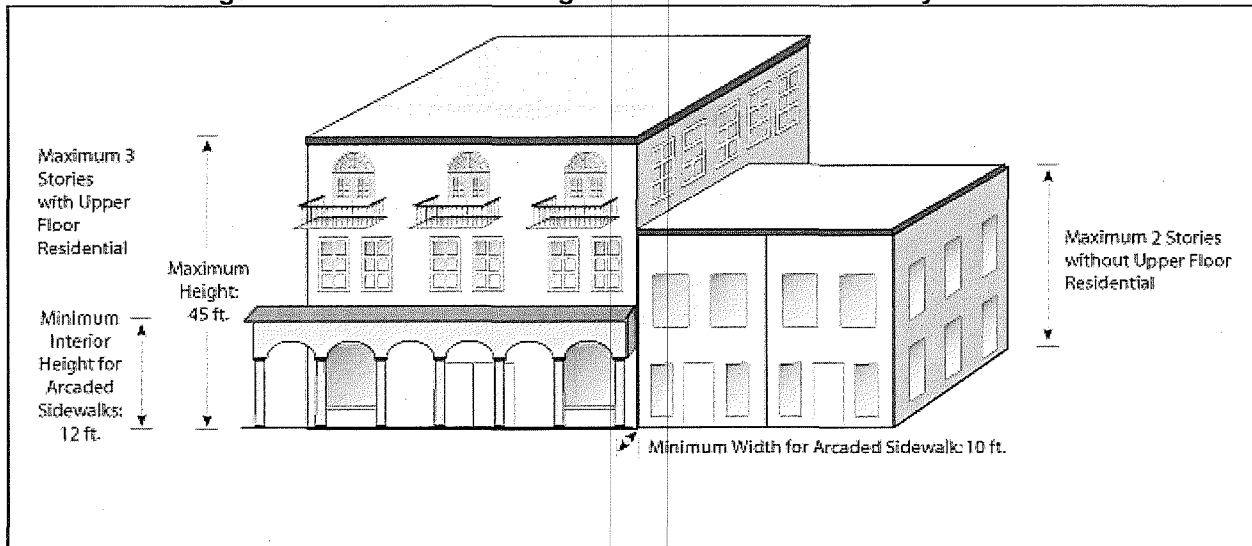 Maximum 3
Stories
with Upper
Floor
Residential
Maximum
Height:
45 ft.
Minimum
Interior
Height for
Arcaded
Sidewalks:
12 ft.
Maximum 2 Stories
without Upper Floor
Residential
Minimum Width for Arcaded Sidewalk: 10 ft.